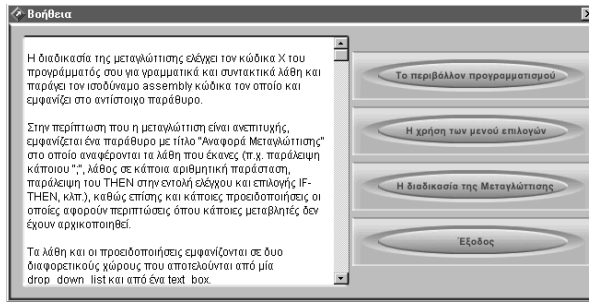 Βοήθεια
Η διαδικασία της μεταγλώττισης ελέγχει τον κώδικα Χ του
προγράμματός σου για γραμματικά και συντακτικά λάθη και
παράγει τον ισοδύναμο assembly κώδικα τον οποίο και
εμφανίζει στο αντίστοιχο παράθυρο.
Στην περίπτωση που η μεταγλώττιση είναι ανεπιτυχής,
εμφανίζεται ένα παράθυρο με τίτλο "Αναφορά Μεταγλώττισης"
στο οποίο αναφέρονται τα λάθη που έκανες (π.χ. παράλειψη
κάποιου ";", λάθος σε κάποια αριθμητική παράσταση,
παράλειψη του THEN στην εντολή ελέγχου και επιλογής IF-
THEN, κλπ.), καθώς επίσης και κάποιες προειδοποιήσεις οι
οποίες αφορούν περιπτώσεις όπου κάποιες μεταβλητές δεν
έχουν αρχικοποιηθεί.
Τα λάθη και οι προειδοποιήσεις εμφανίζονται σε δυο
διαφορετικούς χώρους που αποτελούνται από μία
drop_down_list και από ένα text_box.
Το περιβάλλον προγραμματισμού
Η χρήση των μενού επιλογών
Η διαδικασία της Μεταγλώττισης
Έξοδος